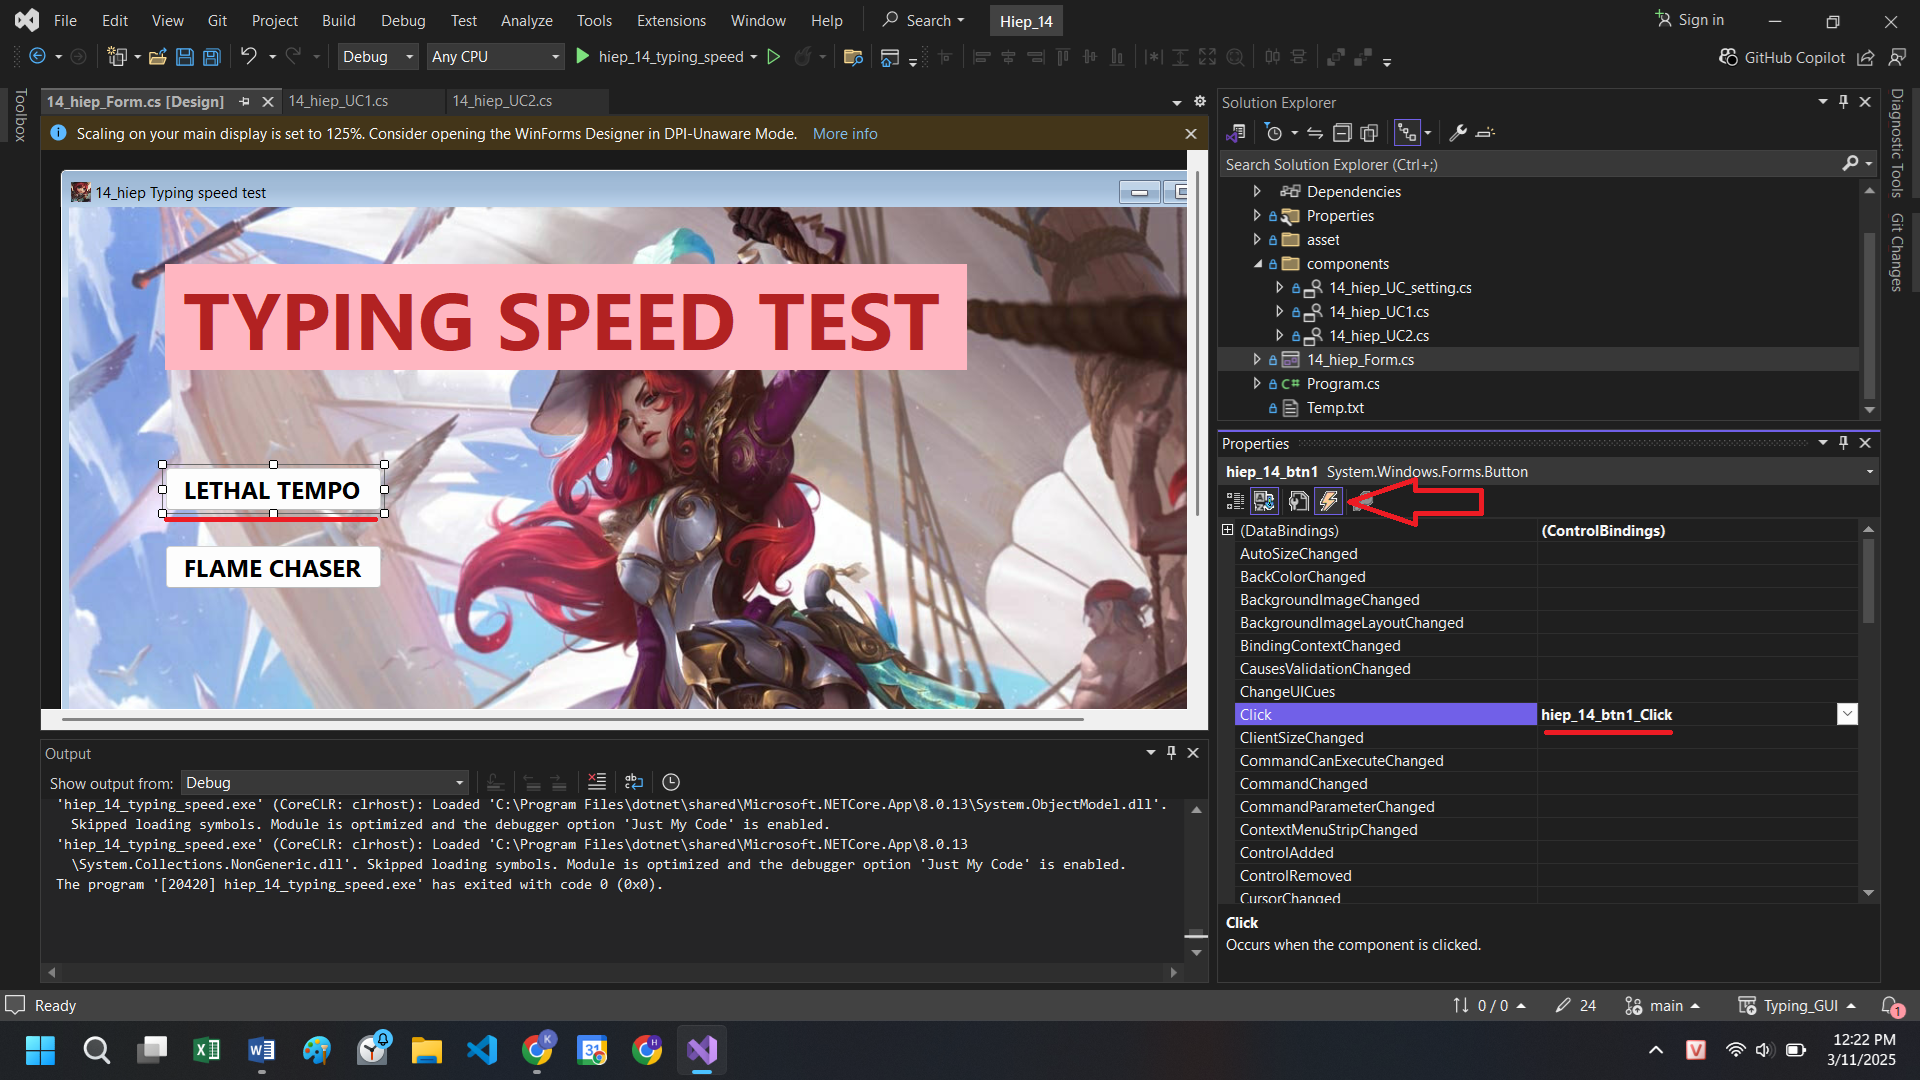 File Edit View Git Project Build Debug Test Analyze Tools Extensions Window Help Search Hiep_14 Sign in
Debug Any CPU hiep_14_typing_speed GitHub Copilot
Toolbox
14_hiep_Form.cs [Design] 14_hiep_UC1.cs 14_hiep_UC2.cs
Scaling on your main display is set to 125%. Consider opening the WinForms Designer in DPI-Unaware Mode. More info
14_hiep Typing speed test
TYPING SPEED TEST
LETHAL TEMPO
FLAME CHASER
Output
Show output from: Debug
'hiep_14_typing_speed.exe' (CoreCLR: clrhost): Loaded 'C:\Program Files\dotnet\shared\Microsoft.NETCore.App\8.0.13\System.ObjectModel.dll'.
Skipped loading symbols. Module is optimized and the debugger option 'Just My Code' is enabled.
'hiep_14_typing_speed.exe' (CoreCLR: clrhost): Loaded 'C:\Program Files\dotnet\shared\Microsoft.NETCore.App\8.0.13
\System.Collections.NonGeneric.dll'. Skipped loading symbols. Module is optimized and the debugger option 'Just My Code' is enabled.
The program '[20420] hiep_14_typing_speed.exe' has exited with code 0 (0x0).
Solution Explorer
Search Solution Explorer (Ctrl+;)
Dependencies
Properties
asset
components
14_hiep_UC_setting.cs
14_hiep_UC1.cs
14_hiep_UC2.cs
14_hiep_Form.cs
C# Program.cs
Temp.txt
Properties
hiep_14_btn1 System.Windows.Forms.Button
(DataBindings) (ControlBindings)
AutoSizeChanged
BackColorChanged
BackgroundImageChanged
BackgroundImageLayoutChanged
BindingContextChanged
CausesValidationChanged
ChangeUICues
Click hiep_14_btn1_Click
ClientSizeChanged
CommandCanExecuteChanged
CommandChanged
CommandParameterChanged
ContextMenuStripChanged
ControlAdded
ControlRemoved
CursorChanged
Click
Occurs when the component is clicked.
Diagnostic Tools
Git Changes
Ready 0 / 0 24 main Typing_GUI 1
K 31 H V
12:22 PM
3/11/2025